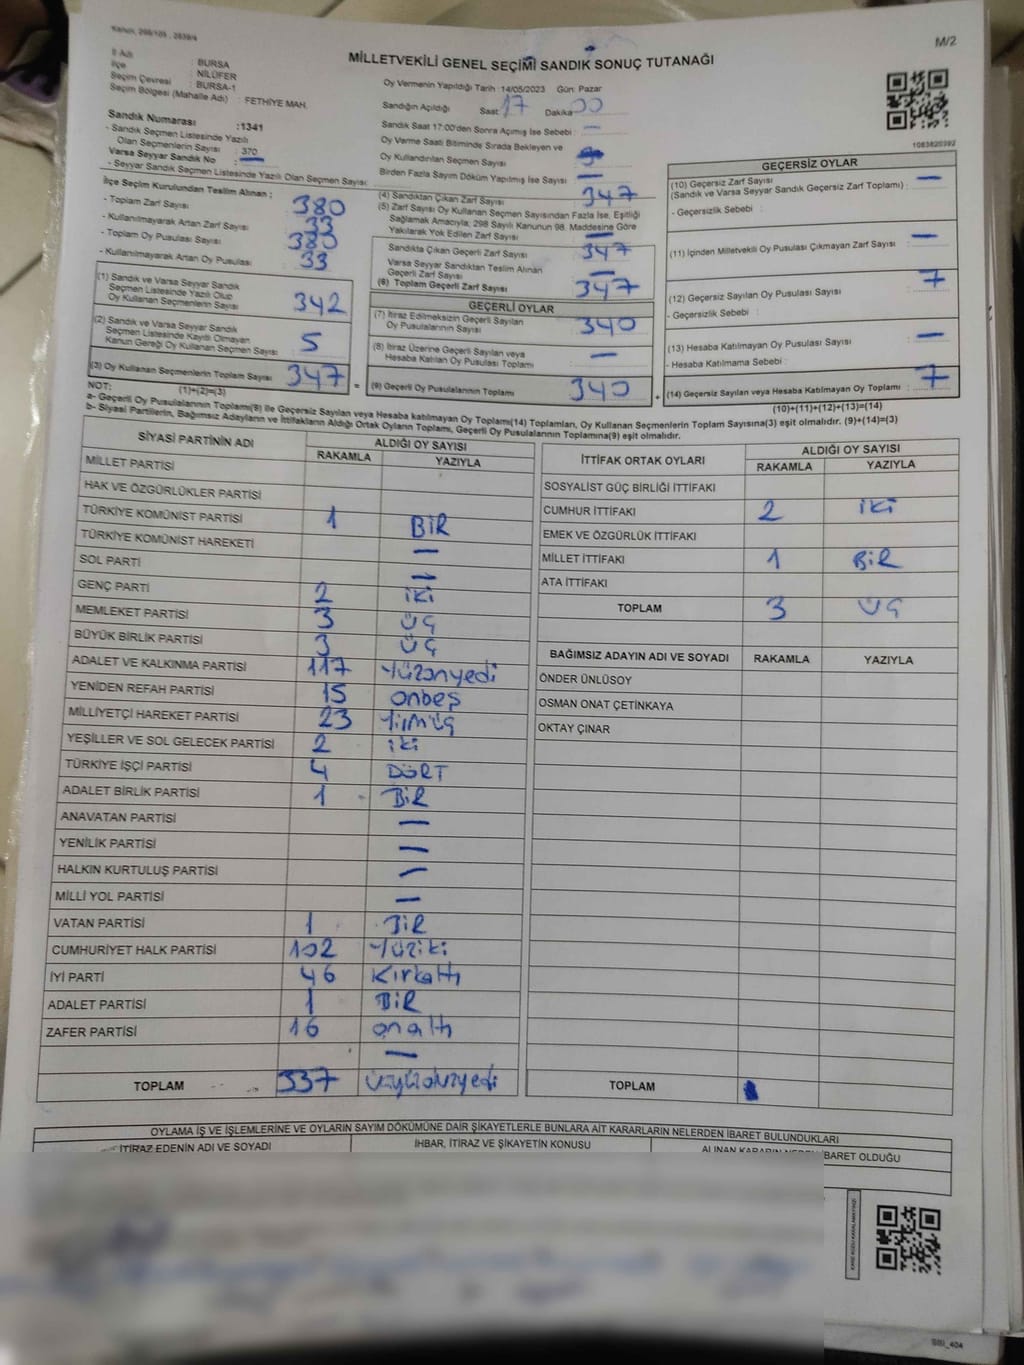 Kanun, 298/105 , 2839/4
M/2
MİLLETVEKİLİ GENEL SEÇİMİ SANDIK SONUÇ TUTANAĞI
İl Adı : BURSA
İlçe : NİLÜFER
Seçim Çevresi : BURSA-1
Seçim Bölgesi (Mahalle Adı) : FETHİYE MAH.
Sandık Numarası :1341
- Sandık Seçmen Listesinde Yazılı
Olan Seçmenlerin Sayısı : 370
Varsa Seyyar Sandık No : —
- Seyyar Sandık Seçmen Listesinde Yazılı Olan Seçmen Sayısı:
Oy Vermenin Yapıldığı Tarih :14/05/2023 Gün: Pazar
Sandığın Açıldığı Saat 17 Dakika 00
Sandık Saat 17:00'den Sonra Açımış İse Sebebi : —
Oy Verme Saati Bitiminde Sırada Bekleyen ve
Oy Kullandırılan Seçmen Sayısı
Birden Fazla Sayım Döküm Yapılmış İse Sayısı : —
1083820392
İlçe Seçim Kurulundan Teslim Alınan :
- Toplam Zarf Sayısı 380
- Kullanılmayarak Artan Zarf Sayısı 33
- Toplam Oy Pusulası Sayısı 380
- Kullanılmayarak Artan Oy Pusulası 33
(1) Sandık ve Varsa Seyyar Sandık
Seçmen Listesinde Yazılı Olup
Oy Kullanan Seçmenlerin Sayısı 342
(2) Sandık ve Varsa Seyyar Sandık
Seçmen Listesinde Kayıtlı Olmayan
Kanun Gereği Oy Kullanan Seçmen Sayısı : 5
(3) Oy Kullanan Seçmenlerin Toplam Sayısı 347 =
(1)+(2)=(3)
(4) Sandıktan Çıkan Zarf Sayısı : 347
(5) Zarf Sayısı Oy Kullanan Seçmen Sayısından Fazla İse, Eşitliği
Sağlamak Amacıyla, 298 Sayılı Kanunun 98. Maddesine Göre
Yakılarak Yok Edilen Zarf Sayısı : —
Sandıkta Çıkan Geçerli Zarf Sayısı : 347
Varsa Seyyar Sandıktan Teslim Alınan
Geçerli Zarf Sayısı : —
(6) Toplam Geçerli Zarf Sayısı : 347
GEÇERLİ OYLAR
(7) İtiraz Edilmeksizin Geçerli Sayılan
Oy Pusulalarının Sayısı : 340
(8) İtiraz Üzerine Geçerli Sayılan veya
Hesaba Katılan Oy Pusulası Toplamı : —
(9) Geçerli Oy Pusulalarının Toplamı : 340 +
GEÇERSİZ OYLAR
(10) Geçersiz Zarf Sayısı
(Sandık ve Varsa Seyyar Sandık Geçersiz Zarf Toplamı) : —
- Geçersizlik Sebebi :
(11) İçinden Milletvekili Oy Pusulası Çıkmayan Zarf Sayısı : —
(12) Geçersiz Sayılan Oy Pusulası Sayısı : 7
- Geçersizlik Sebebi :
(13) Hesaba Katılmayan Oy Pusulası Sayısı : —
- Hesaba Katılmama Sebebi :
(14) Geçersiz Sayılan veya Hesaba Katılmayan Oy Toplamı : 7
(10)+(11)+(12)+(13)=(14)
NOT:
a- Geçerli Oy Pusulasının Toplamı(9) ile Geçersiz Sayılan veya Hesaba katılmayan Oy Toplamı(14) Toplamları, Oy Kullanan Seçmenlerin Toplam Sayısına(3) eşit olmalıdır. (9)+(14)=(3)
b- Siyasi Partilerin, Bağımsız Adayların ve İttifakların Aldığı Ortak Oyların Toplamı, Geçerli Oy Pusulalarının Toplamına(9) eşit olmalıdır.
SİYASİ PARTİNİN ADI ALDIĞI OY SAYISI
RAKAMLA YAZIYLA
MİLLET PARTİSİ
HAK VE ÖZGÜRLÜKLER PARTİSİ
TÜRKİYE KOMÜNİST PARTİSİ 1 BİR
TÜRKİYE KOMÜNİST HAREKETİ —
SOL PARTİ —
GENÇ PARTİ 2 iki
MEMLEKET PARTİSİ 3 ÜÇ
BÜYÜK BİRLİK PARTİSİ 3 ÜÇ
ADALET VE KALKINMA PARTİSİ 117 Yüzonyedi
YENİDEN REFAH PARTİSİ 15 onbeş
MİLLİYETÇİ HAREKET PARTİSİ 23 Yirmiüç
YEŞİLLER VE SOL GELECEK PARTİSİ 2 iki
TÜRKİYE İŞÇİ PARTİSİ 4 DÖRT
ADALET BİRLİK PARTİSİ 1 BİR
ANAVATAN PARTİSİ —
YENİLİK PARTİSİ —
HALKIN KURTULUŞ PARTİSİ —
MİLLİ YOL PARTİSİ —
VATAN PARTİSİ 1 BİR
CUMHURİYET HALK PARTİSİ 102 Yüziki
İYİ PARTİ 46 Kırkaltı
ADALET PARTİSİ 1 BİR
ZAFER PARTİSİ 16 onaltı
—
TOPLAM 337 üçyüzotuzyedi
İTTİFAK ORTAK OYLARI ALDIĞI OY SAYISI
RAKAMLA YAZIYLA
SOSYALİST GÜÇ BİRLİĞİ İTTİFAKI
CUMHUR İTTİFAKI 2 iki
EMEK VE ÖZGÜRLÜK İTTİFAKI
MİLLET İTTİFAKI 1 BİR
ATA İTTİFAKI
TOPLAM 3 ÜÇ
BAĞIMSIZ ADAYIN ADI VE SOYADI RAKAMLA YAZIYLA
ÖNDER ÜNLÜSOY
OSMAN ONAT ÇETİNKAYA
OKTAY ÇINAR
TOPLAM
OYLAMA İŞ VE İŞLEMLERİNE VE OYLARIN SAYIM DÖKÜMÜNE DAİR ŞİKAYETLERLE BUNLARA AİT KARARLARIN NELERDEN İBARET BULUNDUKLARI
İTİRAZ EDENİN ADI VE SOYADI İHBAR, İTİRAZ VE ŞİKAYETİN KONUSU ALINAN KARARIN NEDEN İBARET OLDUĞU
SBU_404